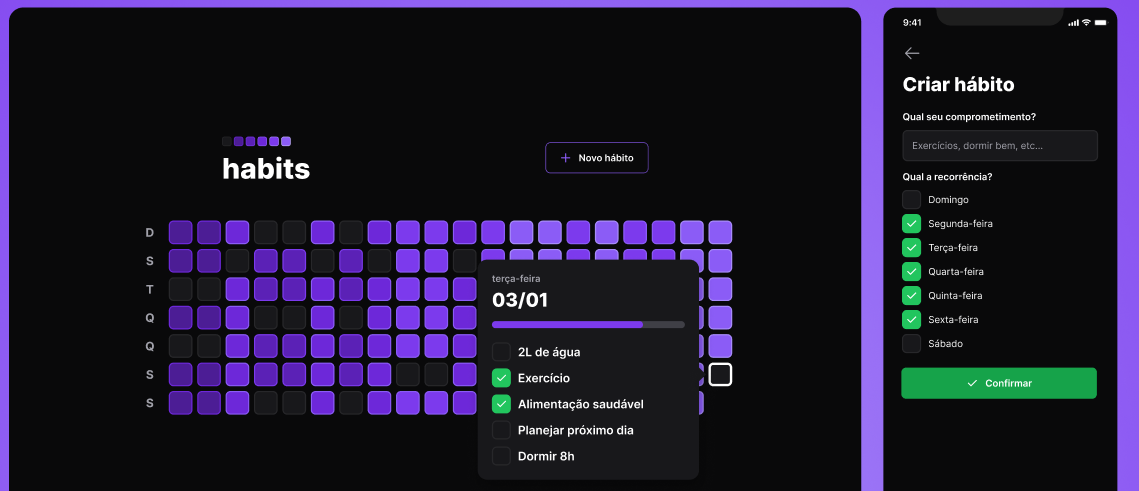 habits
+ Novo hábito
D
S
T
Q
Q
S
S
terça-feira
03/01
2L de água
Exercício
Alimentação saudável
Planejar próximo dia
Dormir 8h
9:41
Criar hábito
Qual seu comprometimento?
Exercícios, dormir bem, etc...
Qual a recorrência?
Domingo
Segunda-feira
Terça-feira
Quarta-feira
Quinta-feira
Sexta-feira
Sábado
Confirmar